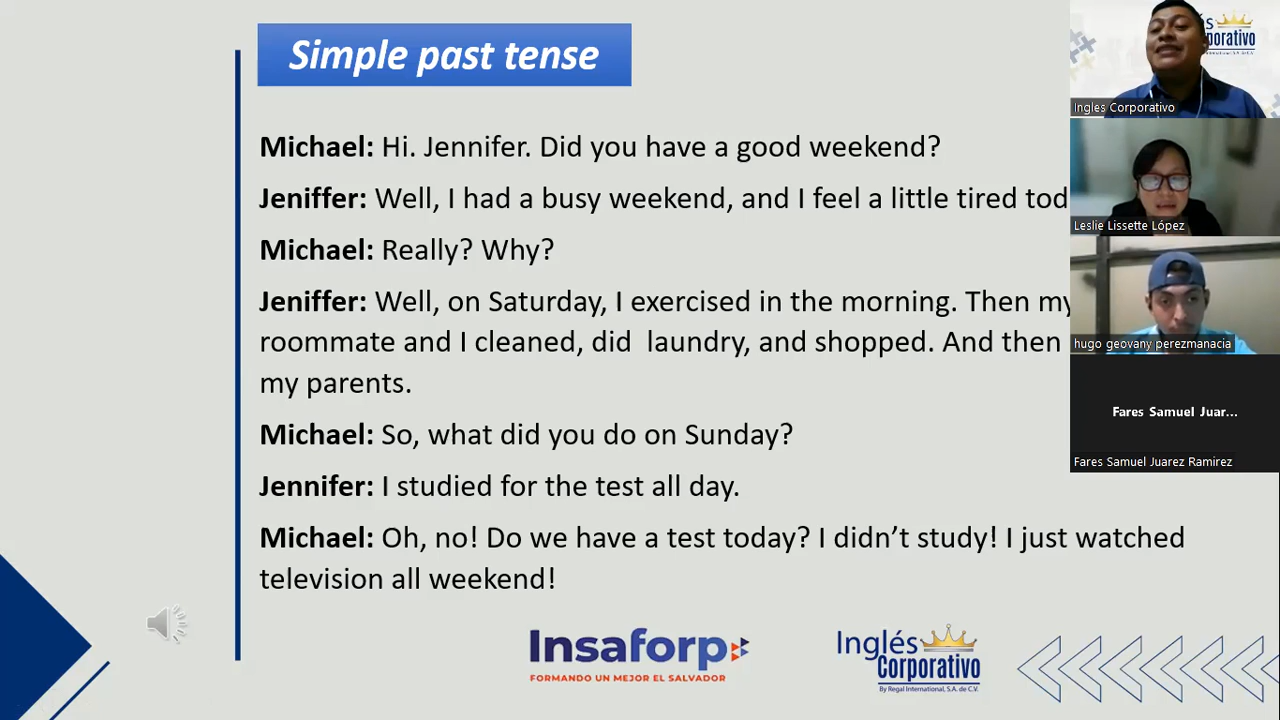 Simple past tense
Michael: Hi. Jennifer. Did you have a good weekend?
Jeniffer: Well, I had a busy weekend, and I feel a little tired tod
Michael: Really? Why?
Jeniffer: Well, on Saturday, I exercised in the morning. Then my
roommate and I cleaned, did laundry, and shopped. And then
my parents.
Michael: So, what did you do on Sunday?
Jennifer: I studied for the test all day.
Michael: Oh, no! Do we have a test today? I didn’t study! I just watched
television all weekend!
Insaforp
FORMANDO UN MEJOR EL SALVADOR
Inglés
Corporativo
By Regal International, S.A. de C.V.
Ingles Corporativo
Leslie Lissette López
hugo geovany perezmanacia
Fares Samuel Juar...
Fares Samuel Juarez Ramirez